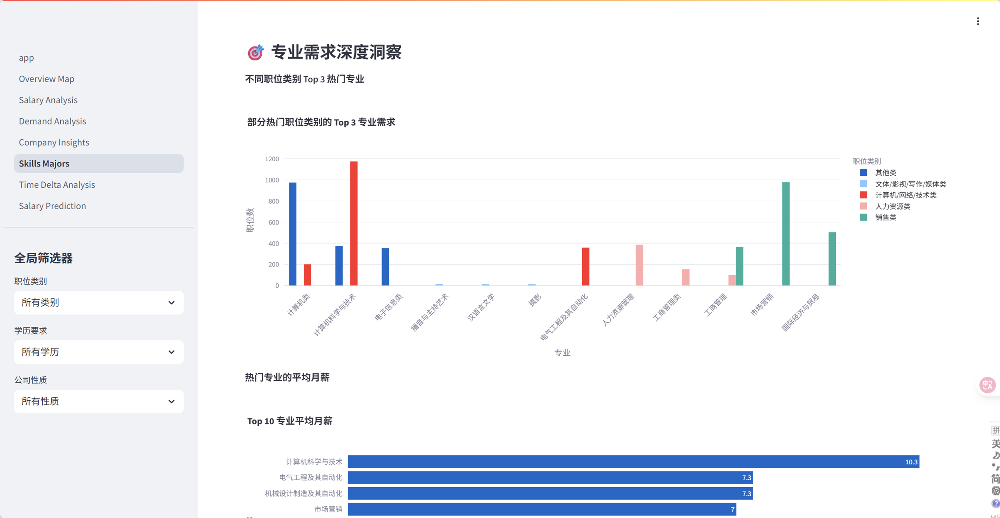 app
Overview Map
Salary Analysis
Demand Analysis
Company Insights
Skills Majors
Time Delta Analysis
Salary Prediction
全局筛选器
职位类别
所有类别
学历要求
所有学历
公司性质
所有性质
专业需求深度洞察
不同职位类别 Top 3 热门专业
部分热门职位类别的 Top 3 专业需求
1200
1000
800
600
400
200
0
职位数
计算机类
计算机科学与技术
电子信息类
播音与主持艺术
汉语言文学
摄影
电气工程及其自动化
人力资源管理
工商管理类
工商管理
市场营销
国际经济与贸易
专业
职位类别
其他类
文体/影视/写作/媒体类
计算机/网络/技术类
人力资源类
销售类
热门专业的平均月薪
Top 10 专业平均月薪
计算机科学与技术 10.3
电气工程及其自动化 7.3
机械设计制造及其自动化 7.3
市场营销 7
中A
拼
英
简
?